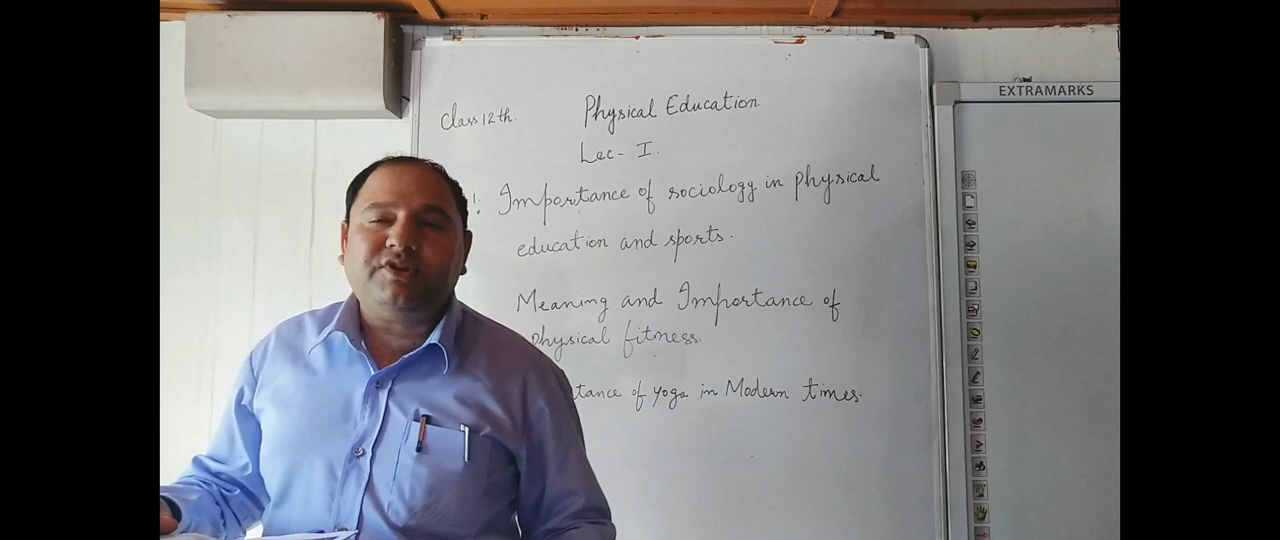 Class 12th.
Physical Education.
Lec- I.
! Importance of sociology in physical
education and sports.
Meaning and Importance of
physical fitness.
of yoga in Modern times.
EXTRAMARKS